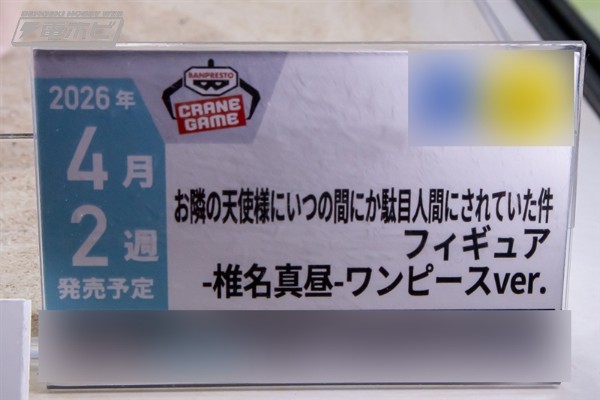 DENGEKI HOBBY WEB
電撃ホビー
2026年
4月
2週
発売予定
BANPRESTO
CRANE
GAME
お隣の天使様にいつの間にか駄目人間にされていた件
フィギュア
-椎名真昼-ワンピースver.